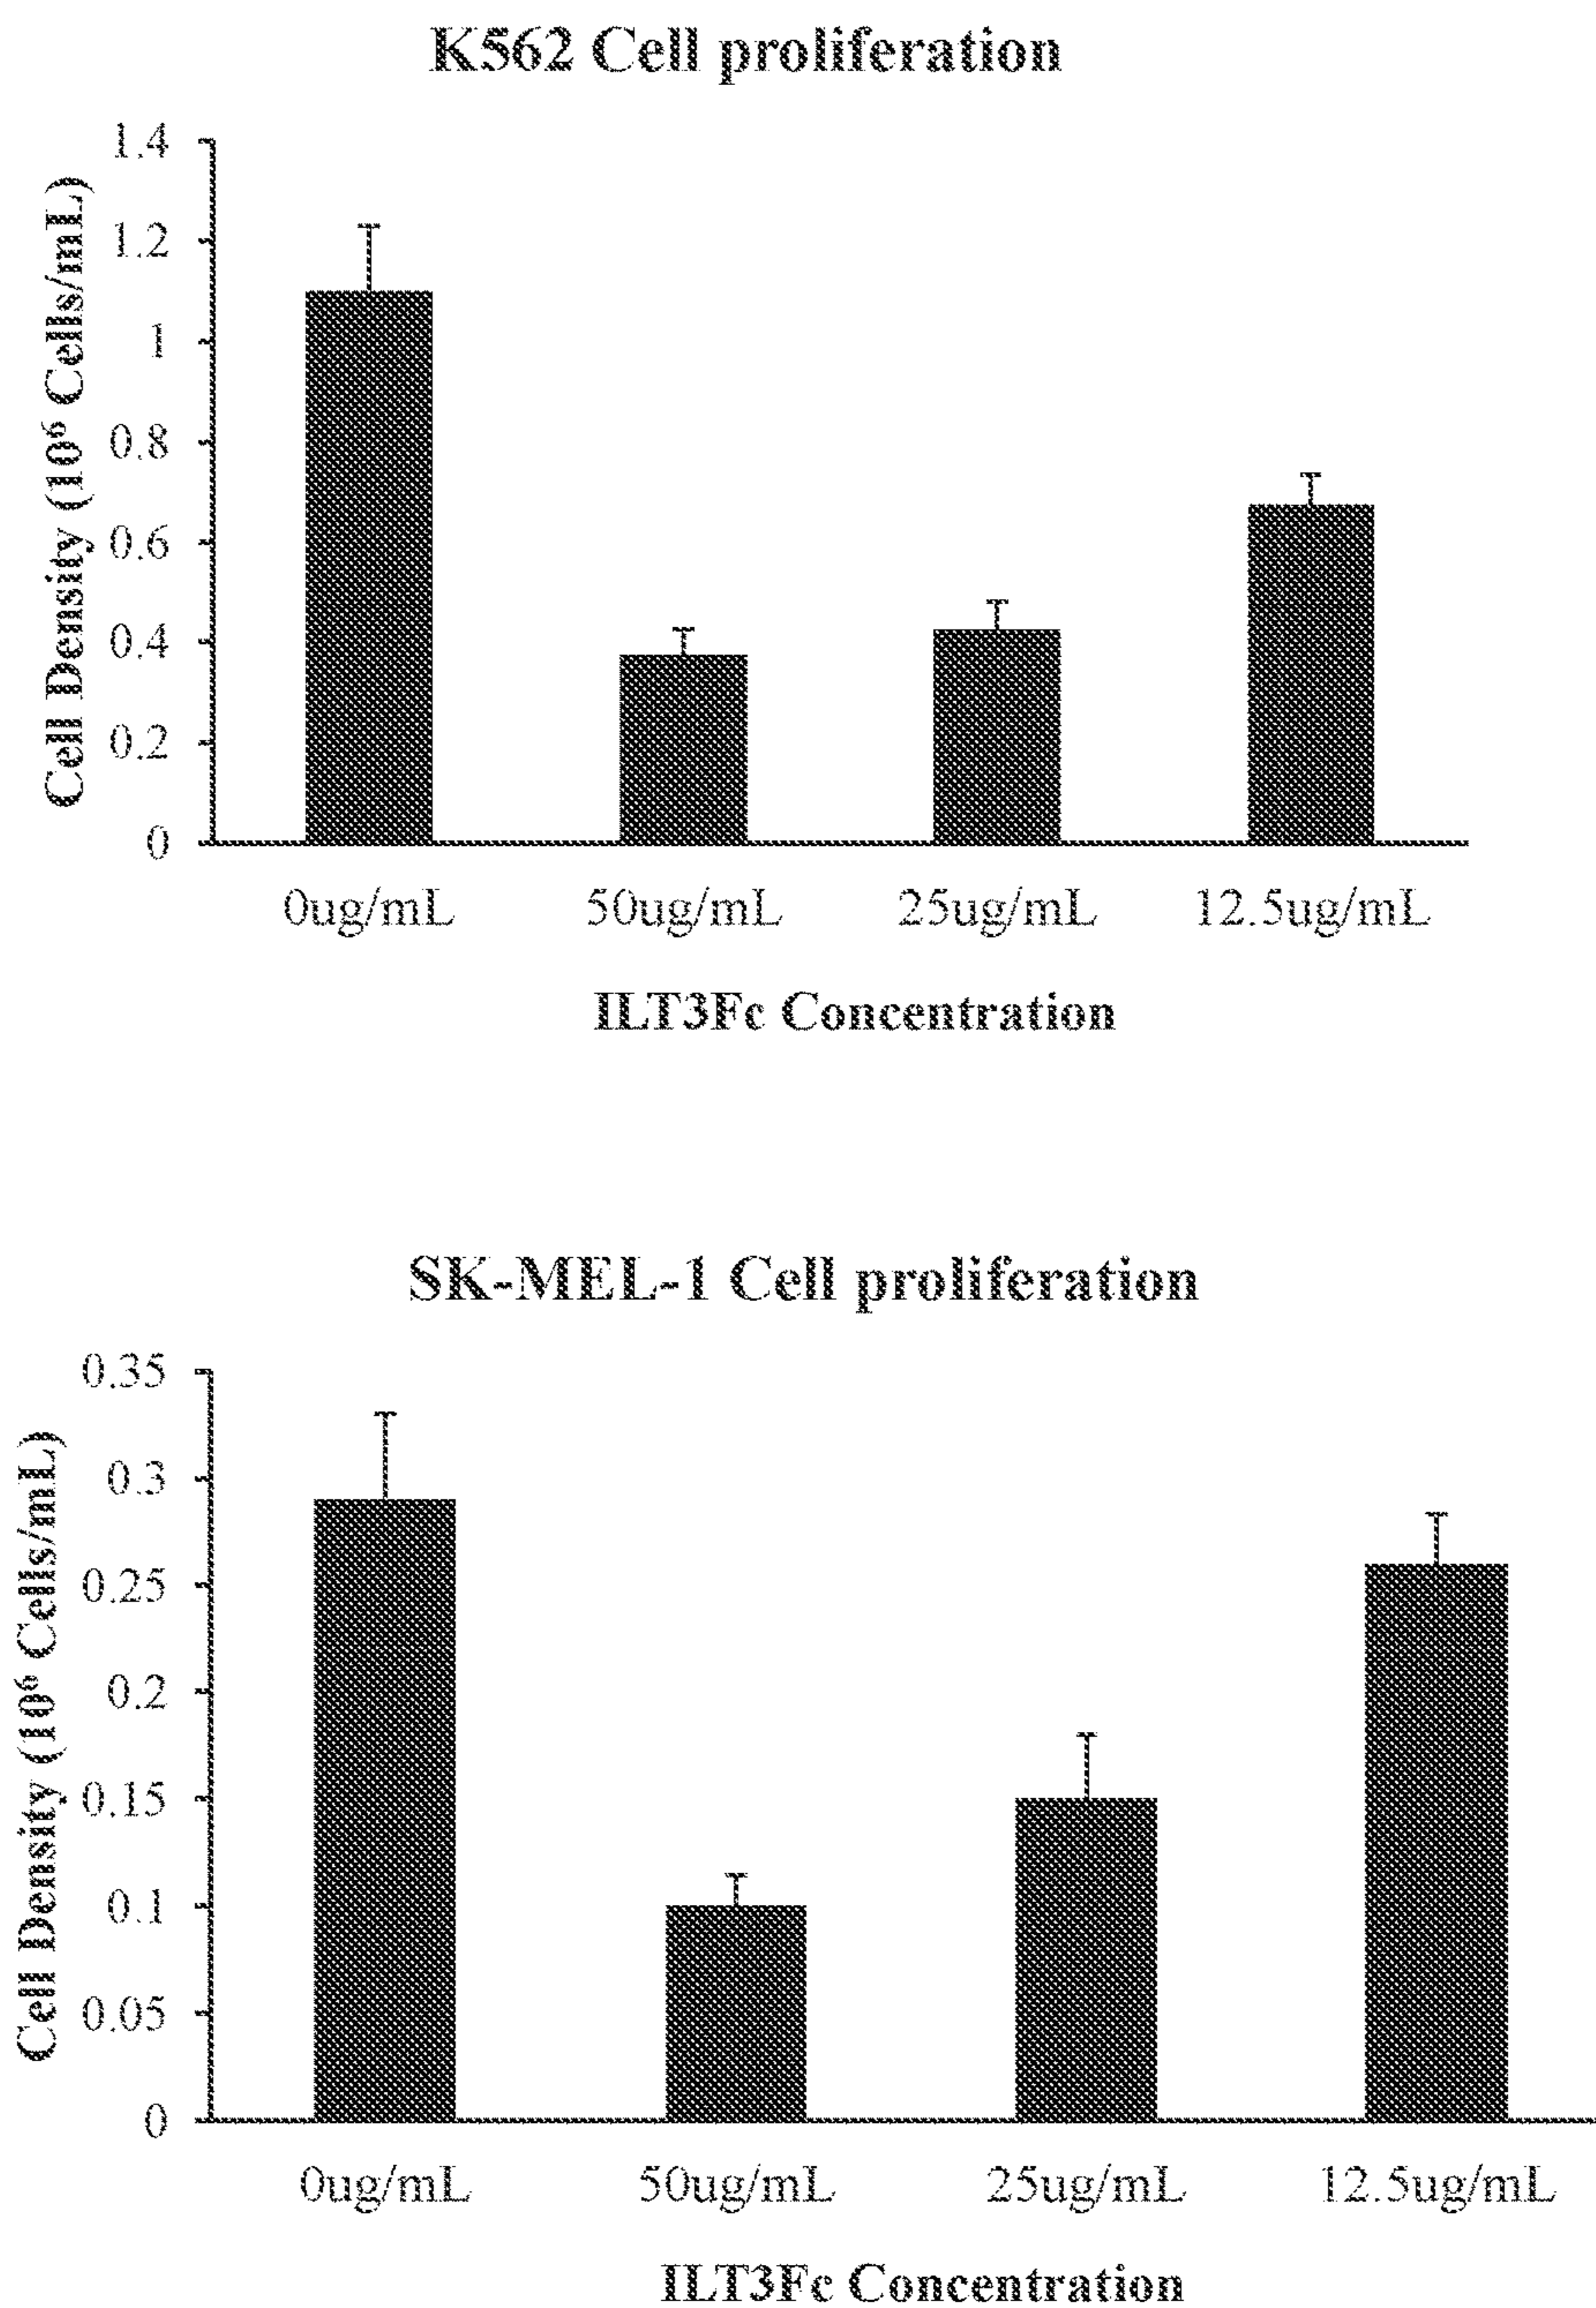 K562 Cell proliferation
Cell Density (10⁶ Cells/mL)
1.4
1.2
1
0.8
0.6
0.4
0.2
0
0ug/mL 50ug/mL 25ug/mL 12.5ug/mL
ILT3Fc Concentration
SK-MEL-1 Cell proliferation
Cell Density (10⁶ Cells/mL)
0.35
0.3
0.25
0.2
0.15
0.1
0.05
0
0ug/mL 50ug/mL 25ug/mL 12.5ug/mL
ILT3Fc Concentration